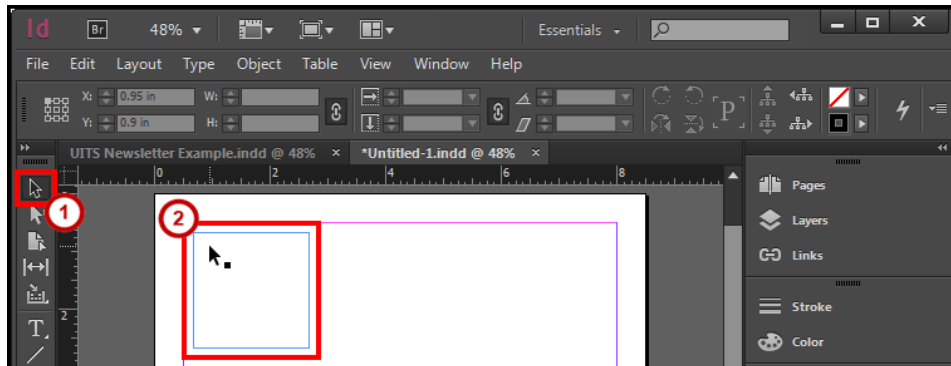 Id Br 48% Essentials
File Edit Layout Type Object Table View Window Help
X: 0.95 in W:
Y: 0.9 in H:
P
UITS Newsletter Example.indd @ 48% × *Untitled-1.indd @ 48% ×
0 2 4 6 8
1
2
2
T
Pages
Layers
Links
Stroke
Color